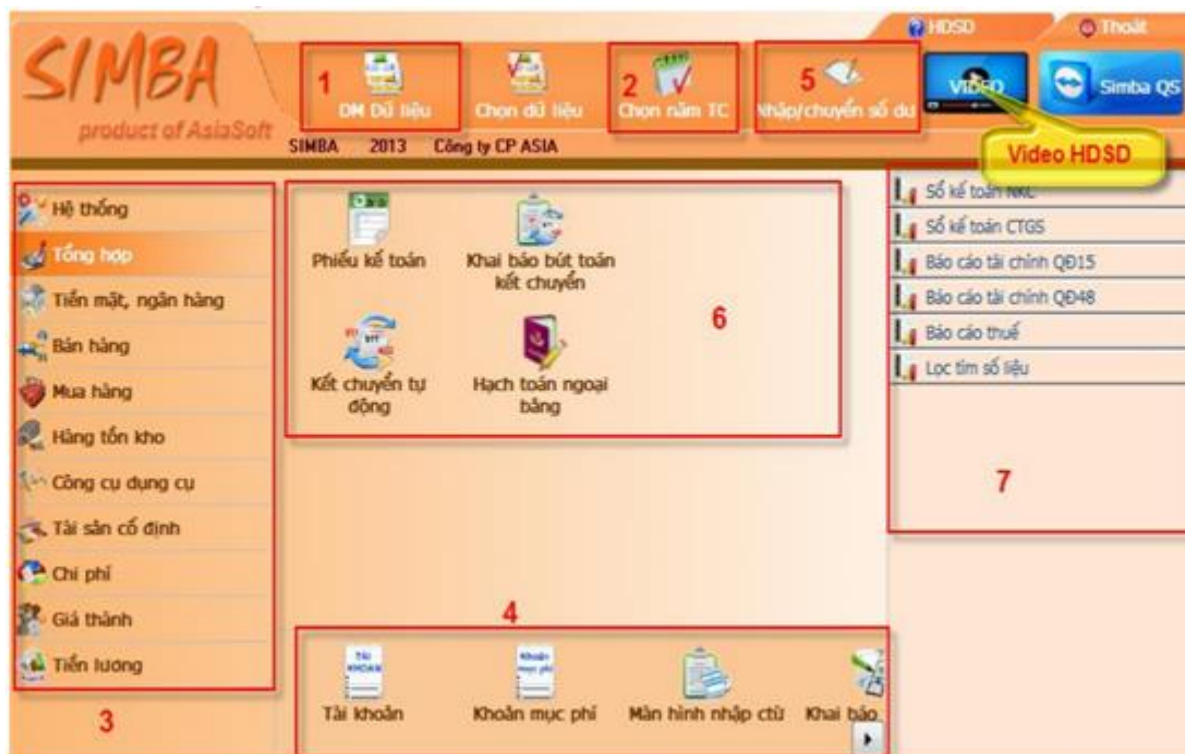 HDSD
Thoát
SIMBA
product of AsiaSoft
1
DM Dữ liệu
Chọn dữ liệu
2
Chọn năm TC
5
Nhập/chuyển số dư
VIDEO
Simba QS
Video HDSD
SIMBA 2013 Công ty CP ASIA
Hệ thống
Tổng hợp
Tiền mặt, ngân hàng
Bán hàng
Mua hàng
Hàng tồn kho
Công cụ dụng cụ
Tài sản cố định
Chi phí
Giá thành
Tiền lương
3
Phiếu kế toán
Khai báo bút toán
kết chuyển
6
Kết chuyển tự
động
Hạch toán ngoại
bảng
4
TÀI
KHOẢN
Tài khoản
Khoản
mục phí
Khoản mục phí
Màn hình nhập ctừ
Khai báo
Sổ kế toán NKC
Sổ kế toán CTGS
Báo cáo tài chính QĐ15
Báo cáo tài chính QĐ48
Báo cáo thuế
Lọc tìm số liệu
7